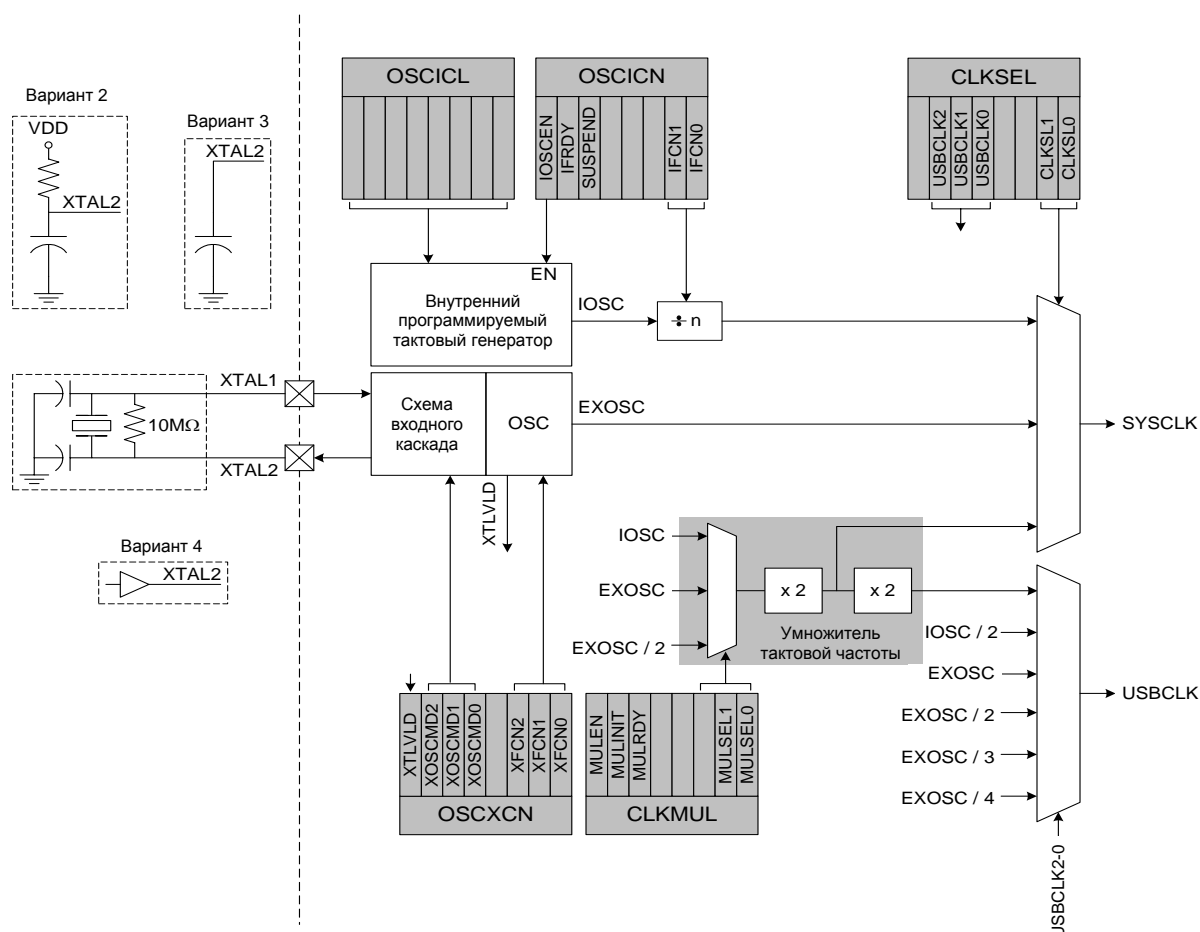 OSCICL
OSCICN
CLKSEL
IOSCEN
IFRDY
SUSPEND
IFCN1
IFCN0
USBCLK2
USBCLK1
USBCLK0
CLKSL1
CLKSL0
Вариант 2
VDD
XTAL2
Вариант 3
XTAL2
EN
Внутренний
программируемый
тактовый генератор
IOSC
÷ n
XTAL1
10MΩ
XTAL2
Схема
входного
каскада
OSC
EXOSC
SYSCLK
XTLVLD
Вариант 4
XTAL2
IOSC
EXOSC
EXOSC / 2
x 2
x 2
Умножитель
тактовой частоты
IOSC / 2
EXOSC
EXOSC / 2
EXOSC / 3
EXOSC / 4
USBCLK
XTLVLD
XOSCMD2
XOSCMD1
XOSCMD0
XFCN2
XFCN1
XFCN0
OSCXCN
MULEN
MULINIT
MULRDY
MULSEL1
MULSEL0
CLKMUL
USBCLK2-0